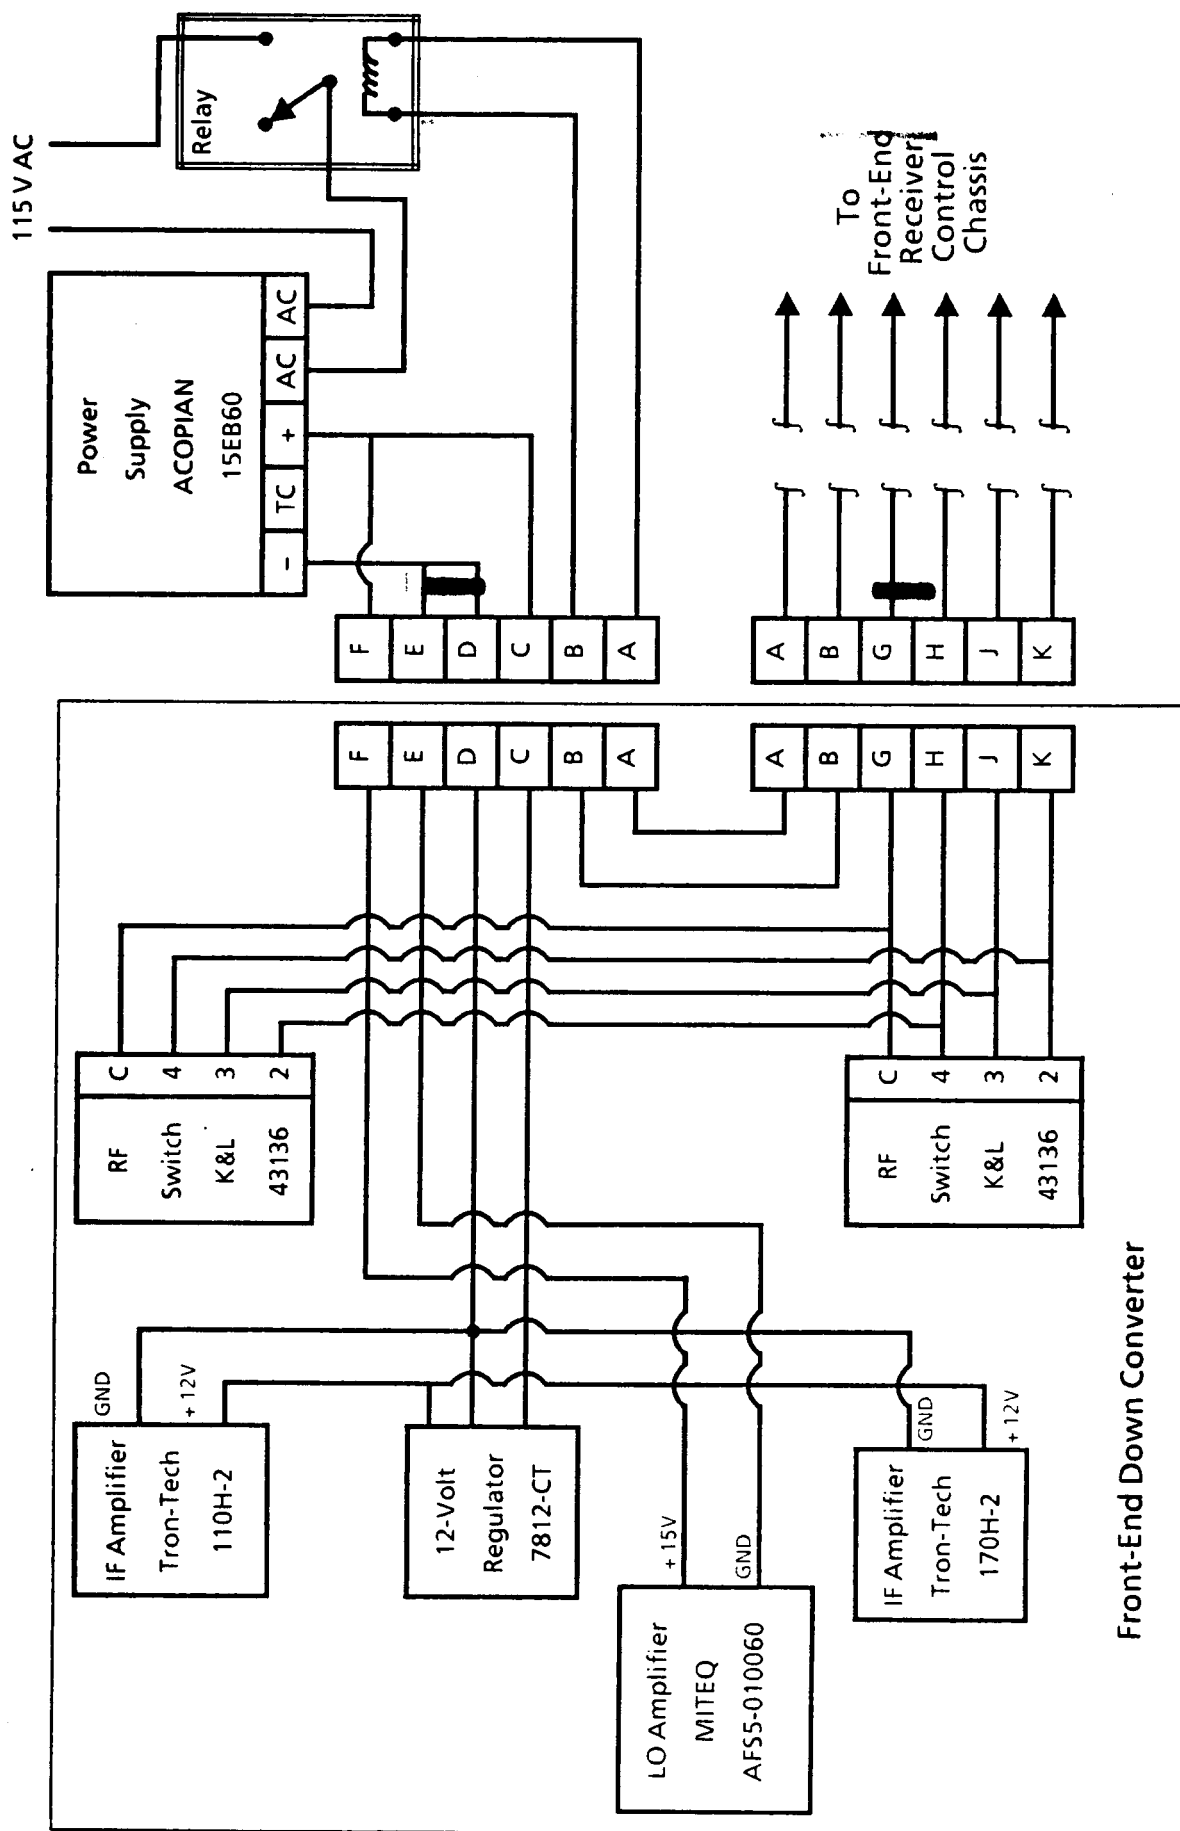 115 V AC
Relay
Power
Supply
ACOPIAN
15EB60
- TC + AC AC
F E D C B A
A B G H J K
To
Front-End
Receiver
Control
Chassis
F E D C B A
A B G H J K
C 4 3 2
RF
Switch
K&L
43136
C 4 3 2
RF
Switch
K&L
43136
GND
+ 12V
IF Amplifier
Tron-Tech
110H-2
12-Volt
Regulator
7812-CT
+ 15V
GND
LO Amplifier
MITEQ
AFS5-010060
GND
+ 12V
IF Amplifier
Tron-Tech
170H-2
Front-End Down Converter